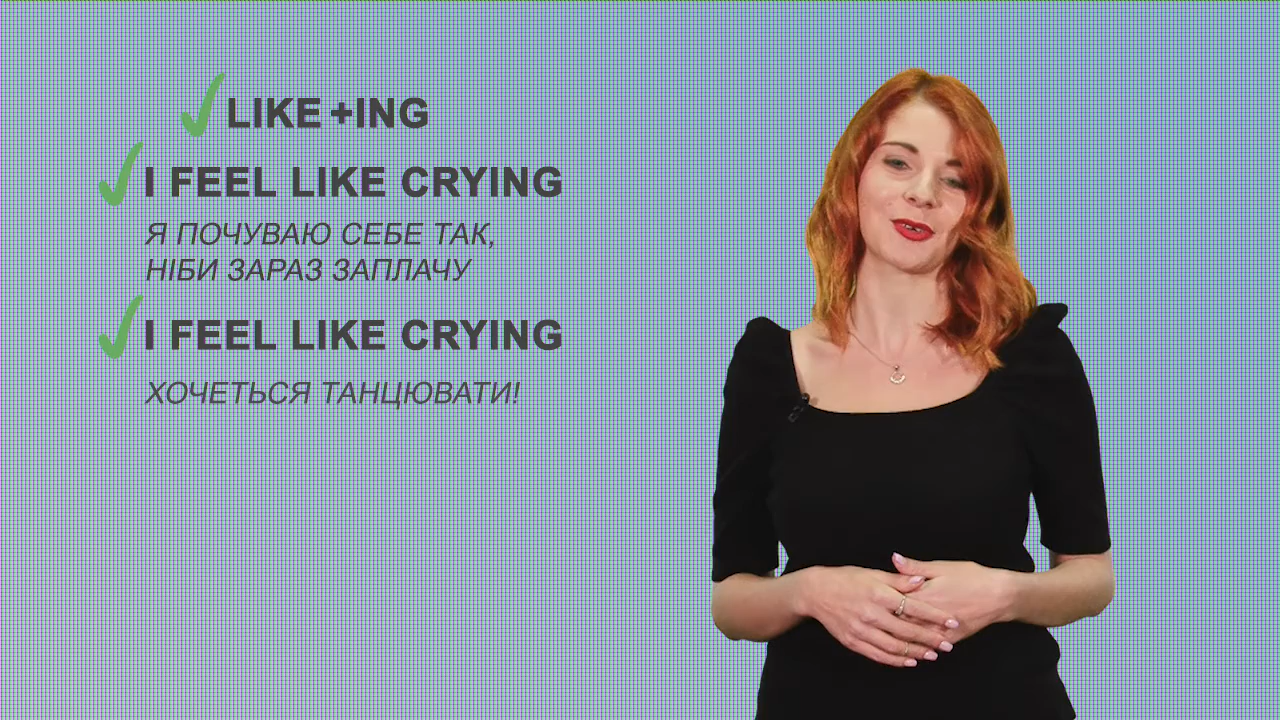 LIKE +ING
I FEEL LIKE CRYING
Я ПОЧУВАЮ СЕБЕ ТАК,
НІБИ ЗАРАЗ ЗАПЛАЧУ
I FEEL LIKE CRYING
ХОЧЕТЬСЯ ТАНЦЮВАТИ!